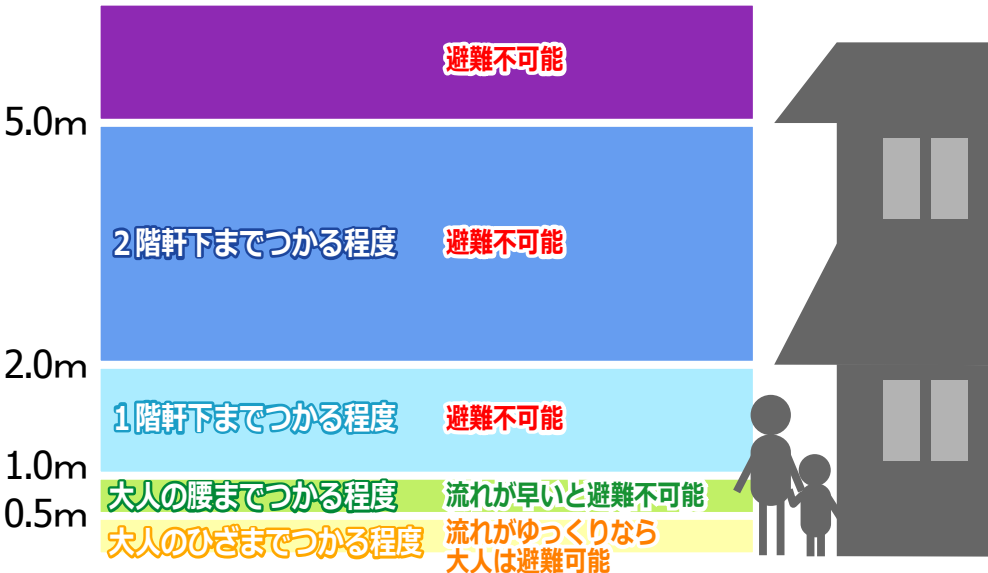 避難不可能
5.0m
2階軒下までつかる程度 避難不可能
2.0m
1階軒下までつかる程度 避難不可能
1.0m
大人の腰までつかる程度 流れが早いと避難不可能
0.5m
大人のひざまでつかる程度 流れがゆっくりなら
大人は避難可能